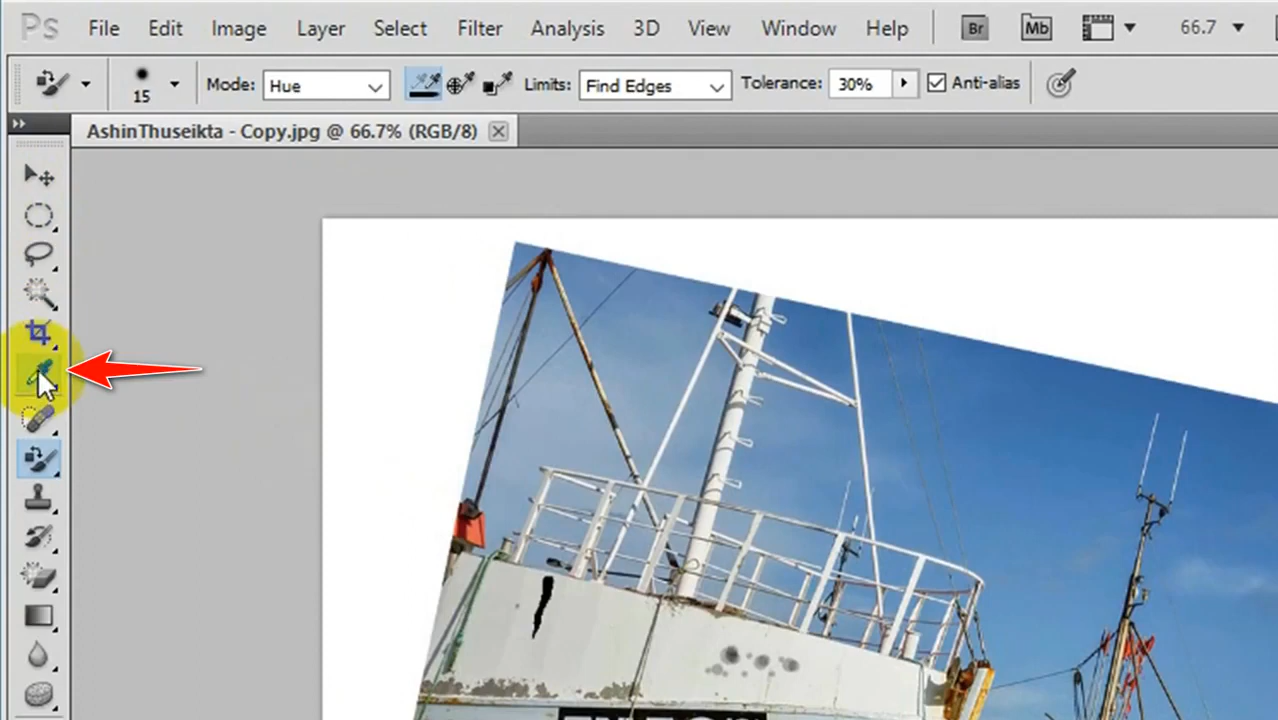 Ps File Edit Image Layer Select Filter Analysis 3D View Window Help Br Mb 66.7
15 Mode: Hue Limits: Find Edges Tolerance: 30% Anti-alias
AshinThuseikta - Copy.jpg @ 66.7% (RGB/8)